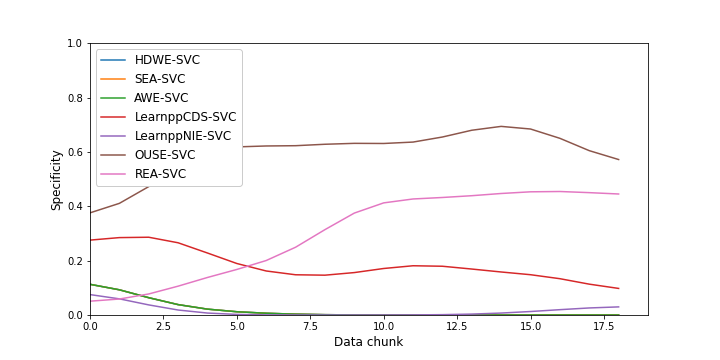 1.0
0.8
0.6
0.4
0.2
0.0
Specificity
HDWE-SVC
SEA-SVC
AWE-SVC
LearnppCDS-SVC
LearnppNIE-SVC
OUSE-SVC
REA-SVC
0.0 2.5 5.0 7.5 10.0 12.5 15.0 17.5
Data chunk